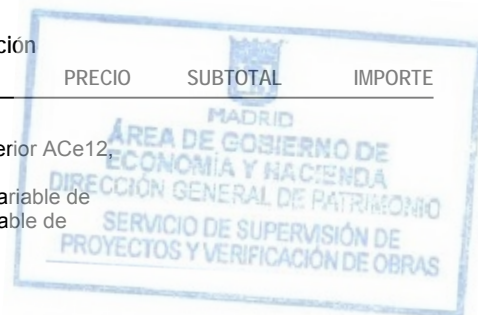 ción
PRECIO SUBTOTAL IMPORTE
MADRID
erior ACe12,
ÁREA DE GOBIERNO DE
ECONOMÍA Y HACIENDA
ariable de
DIRECCIÓN GENERAL DE PATRIMONIO
able de
SERVICIO DE SUPERVISIÓN DE
PROYECTOS Y VERIFICACIÓN DE OBRAS